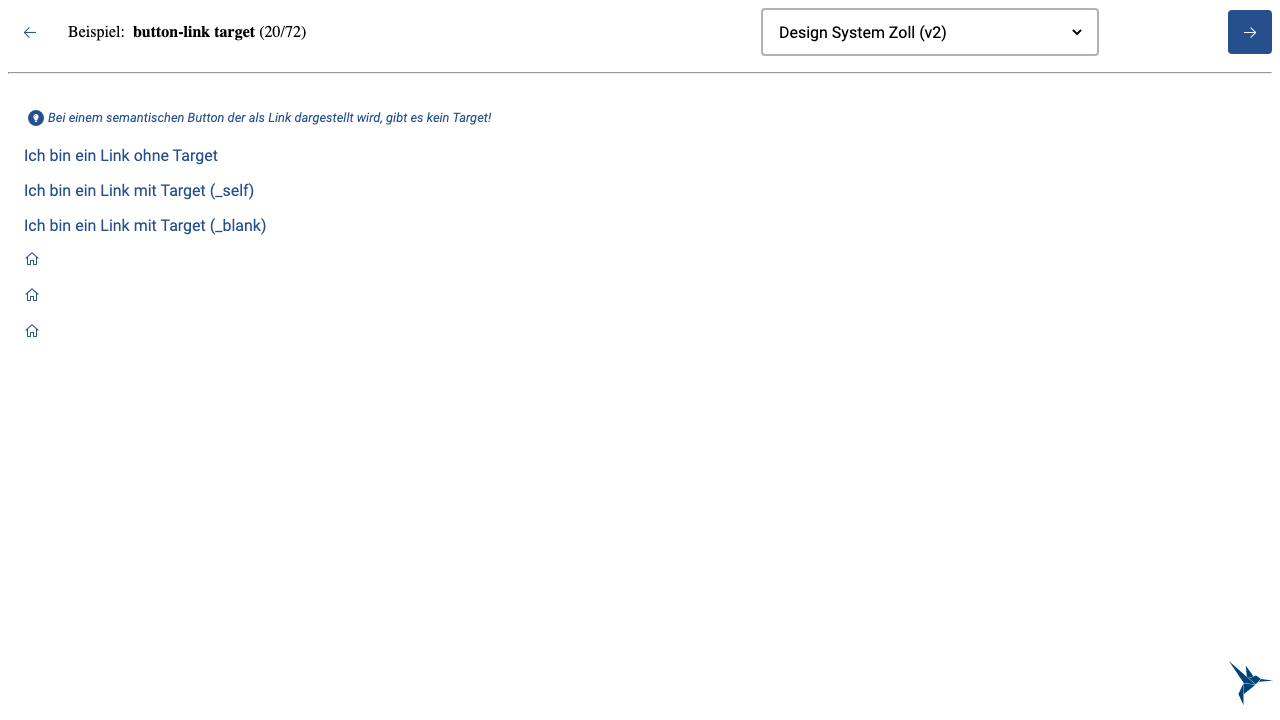 Beispiel: button-link target (20/72)
Design System Zoll (v2)
Bei einem semantischen Button der als Link dargestellt wird, gibt es kein Target!
Ich bin ein Link ohne Target
Ich bin ein Link mit Target (_self)
Ich bin ein Link mit Target (_blank)